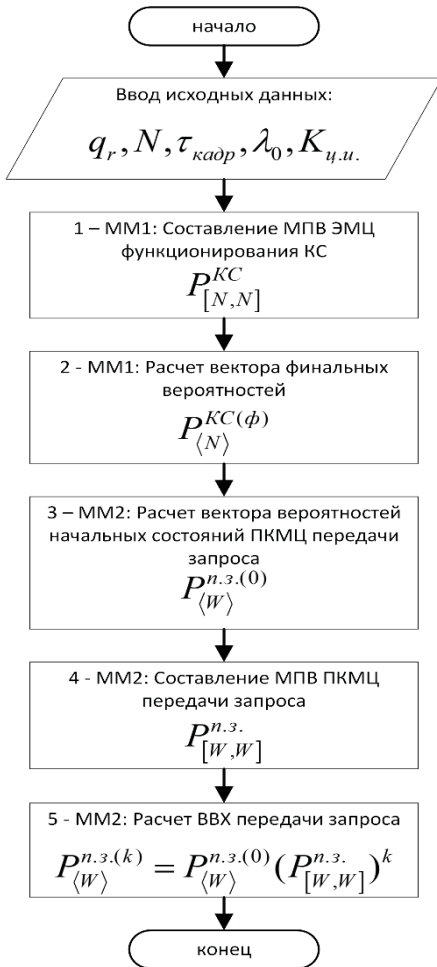 начало
Ввод исходных данных:
q_r, N, τ_кадр, λ_0, K_ц.и.
1 – ММ1: Составление МПВ ЭМЦ
функционирования КС
P^{КС}_{[N,N]}
2 - ММ1: Расчет вектора финальных
вероятностей
P^{КС(ф)}_{⟨N⟩}
3 – ММ2: Расчет вектора вероятностей
начальных состояний ПКМЦ передачи
запроса
P^{п.з.(0)}_{⟨W⟩}
4 - ММ2: Составление МПВ ПКМЦ
передачи запроса
P^{п.з.}_{[W,W]}
5 - ММ2: Расчет ВВХ передачи запроса
P^{п.з.(k)}_{⟨W⟩} = P^{п.з.(0)}_{⟨W⟩} (P^{п.з.}_{[W,W]})^k
конец